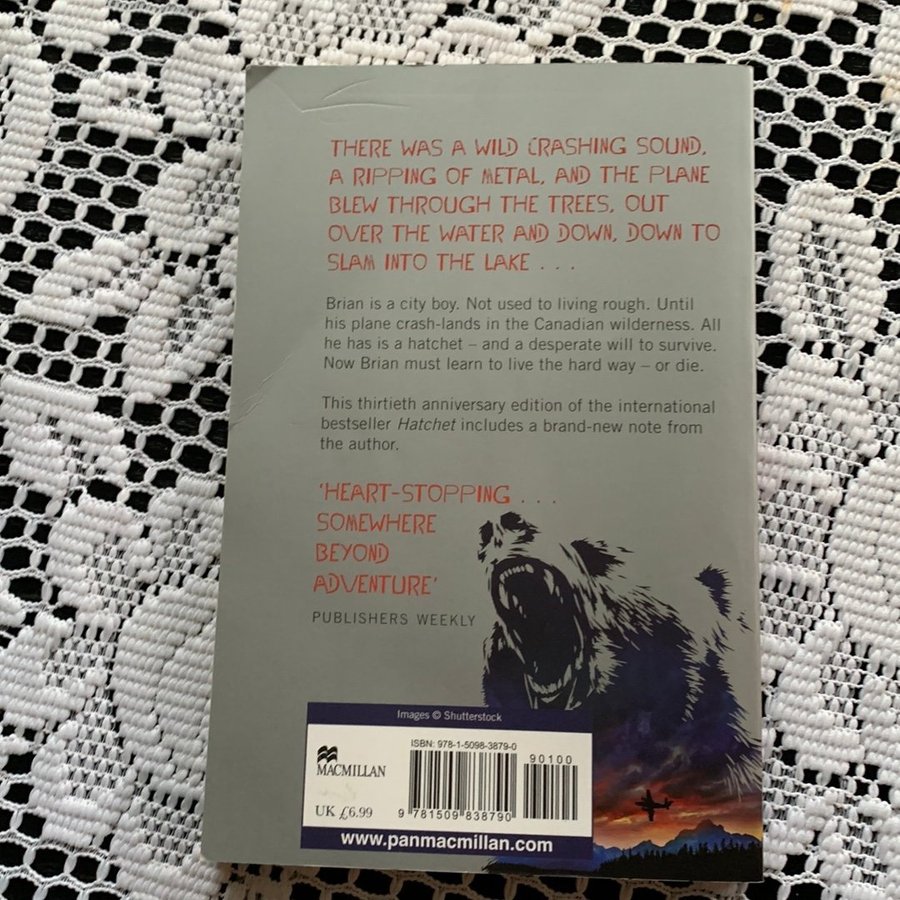 THERE WAS A WILD CRASHING SOUND,
A RIPPING OF METAL, AND THE PLANE
BLEW THROUGH THE TREES, OUT
OVER THE WATER AND DOWN, DOWN TO
SLAM INTO THE LAKE . . .
Brian is a city boy. Not used to living rough. Until
his plane crash-lands in the Canadian wilderness. All
he has is a hatchet – and a desperate will to survive.
Now Brian must learn to live the hard way – or die.
This thirtieth anniversary edition of the international
bestseller Hatchet includes a brand-new note from
the author.
‘HEART-STOPPING . . .
SOMEWHERE
BEYOND
ADVENTURE’
PUBLISHERS WEEKLY
Images © Shutterstock
ISBN: 978-1-5098-3879-0
90100
MACMILLAN
UK £6.99
9 781509 838790
www.panmacmillan.com